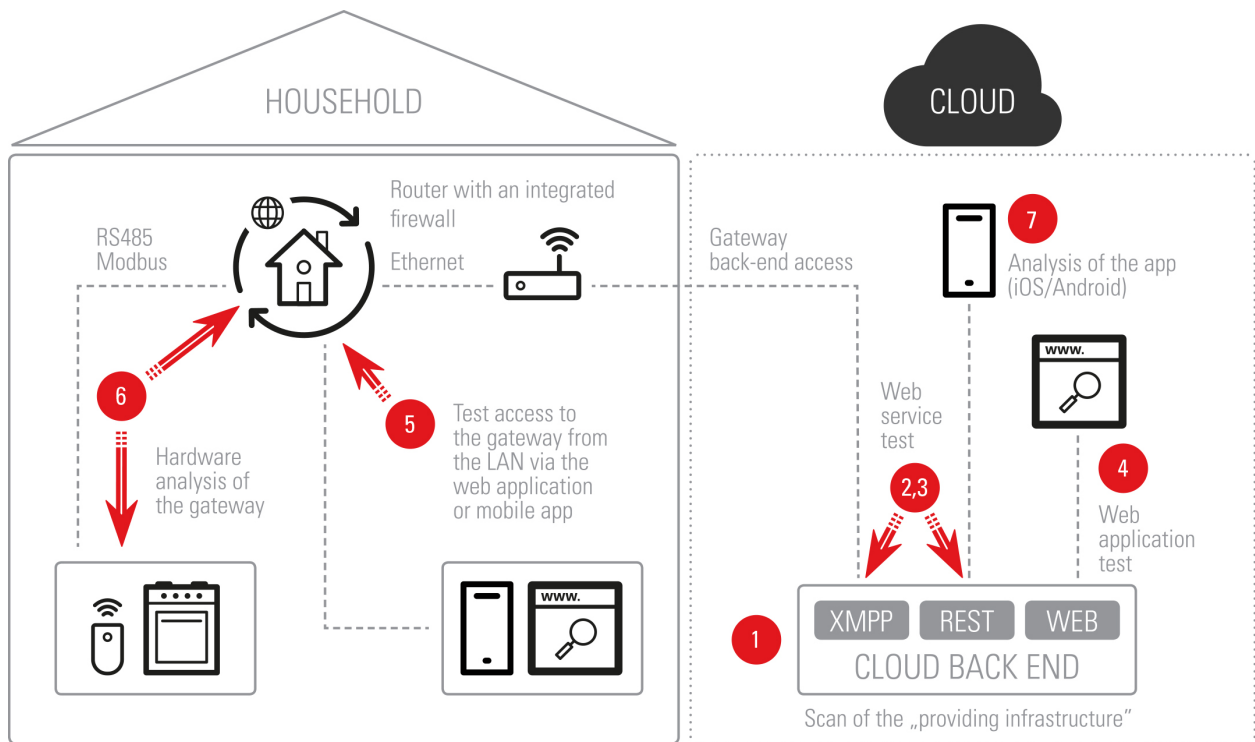 HOUSEHOLD
CLOUD
Router with an integrated
firewall
RS485
Modbus
Ethernet
6
Hardware
analysis of
the gateway
5
Test access to
the gateway from
the LAN via the
web application
or mobile app
www.
Gateway
back-end access
7
Analysis of the app
(iOS/Android)
www.
Web
service
test
2,3
4
Web
application
test
1
XMPP
REST
WEB
CLOUD BACK END
Scan of the „providing infrastructure”